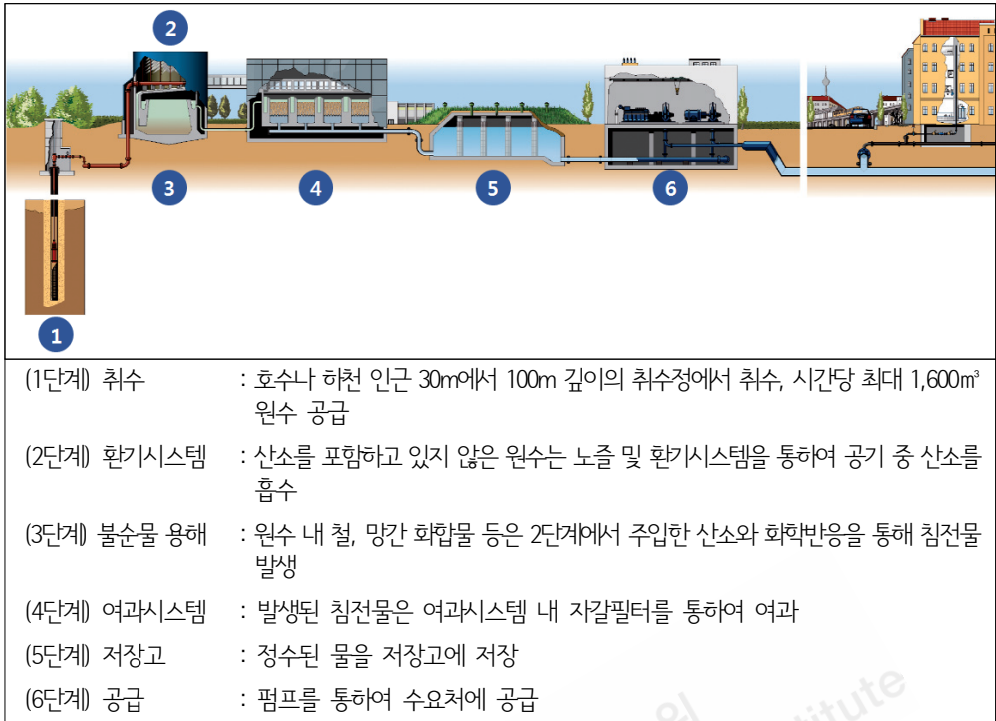 2
3
4
5
6
1
(1단계) 취수 : 호수나 하천 인근 30m에서 100m 깊이의 취수정에서 취수, 시간당 최대 1,600㎥
원수 공급
(2단계) 환기시스템 : 산소를 포함하고 있지 않은 원수는 노즐 및 환기시스템을 통하여 공기 중 산소를
흡수
(3단계) 불순물 용해 : 원수 내 철, 망간 화합물 등은 2단계에서 주입한 산소와 화학반응을 통해 침전물
발생
(4단계) 여과시스템 : 발생된 침전물은 여과시스템 내 자갈필터를 통하여 여과
(5단계) 저장고 : 정수된 물을 저장고에 저장
(6단계) 공급 : 펌프를 통하여 수요처에 공급